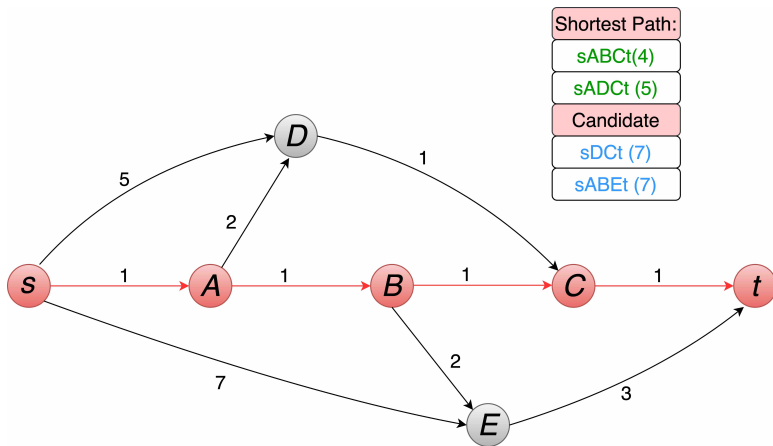 Shortest Path:
sABCt(4)
sADCt (5)
Candidate
sDCt (7)
sABEt (7)
D
5
1
2
s
1
A
1
B
1
C
1
t
2
7
3
E